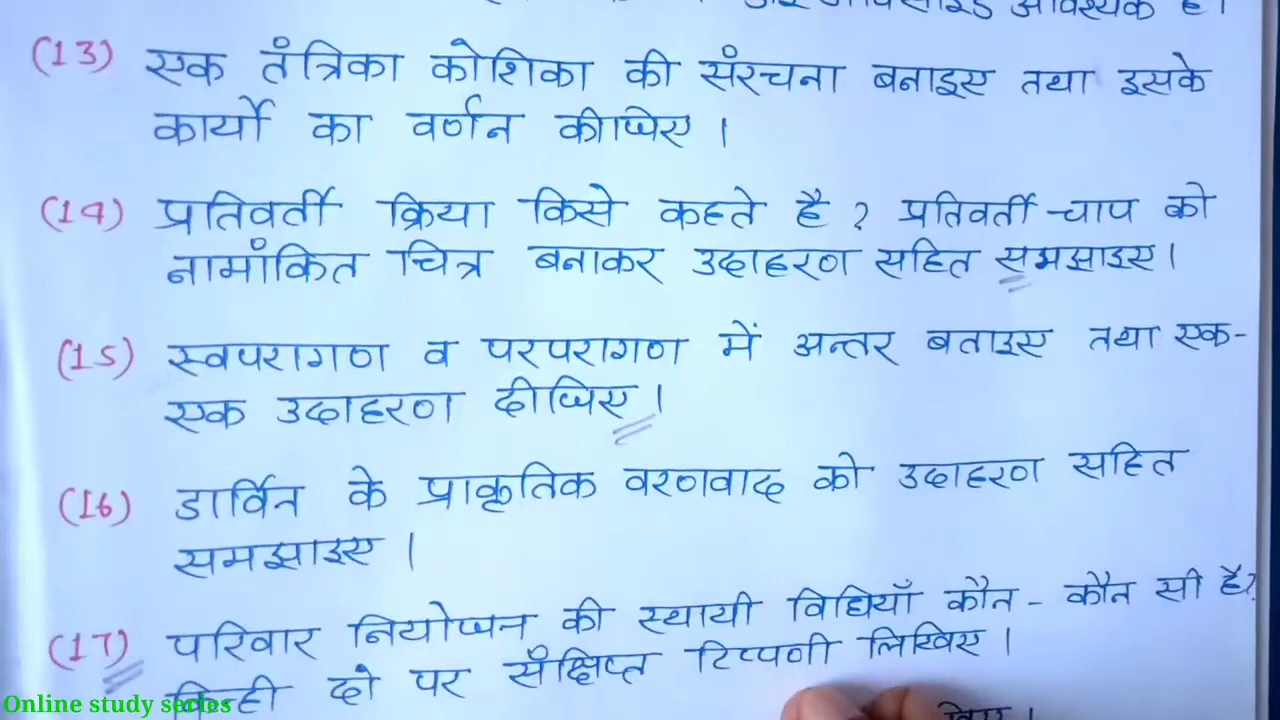 आवश्यक है।
(13) एक तंत्रिका कोशिका की संरचना बनाइए तथा इसके
कार्यों का वर्णन कीजिए।
(14) प्रतिवर्ती क्रिया किसे कहते है? प्रतिवर्ती-चाप को
नामांकित चित्र बनाकर उदाहरण सहित समझाइए।
(15) स्वपरागण व परपरागण में अन्तर बताइए तथा एक-
एक उदाहरण दीजिए।
(16) डार्विन के प्राकृतिक वरणवाद को उदाहरण सहित
समझाइए।
(17) परिवार नियोजन की स्थायी विधियाँ कौन-कौन सी है?
किन्ही दो पर संक्षिप्त टिप्पणी लिखिए।
Online study series